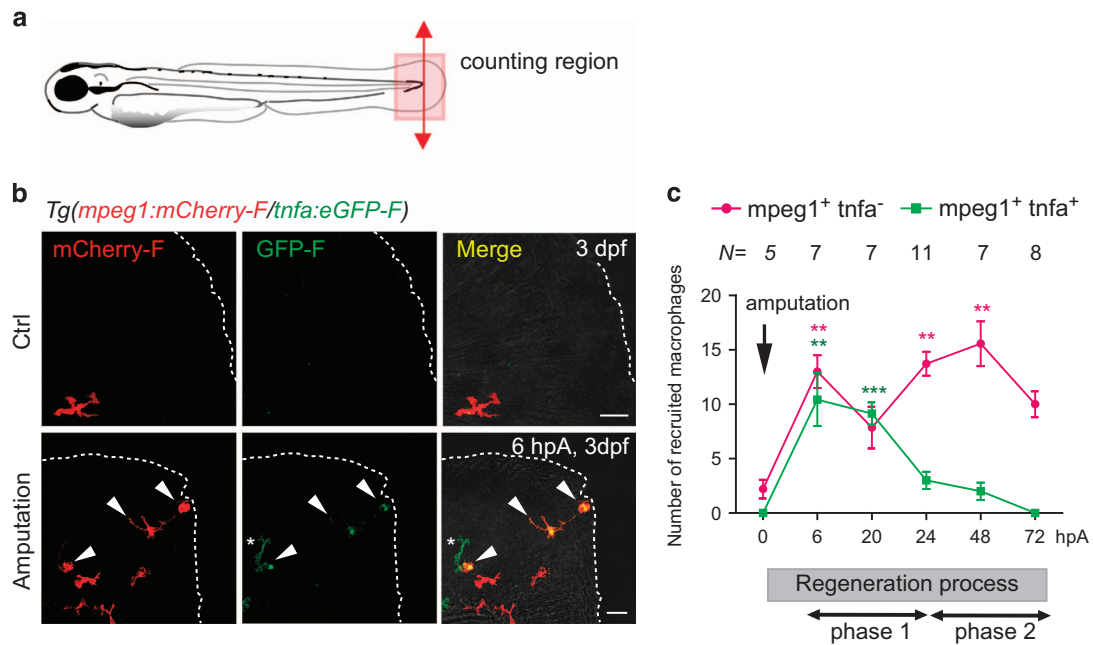 a
counting region
b
Tg(mpeg1:mCherry-F/tnfa:eGFP-F)
mCherry-F
GFP-F
Merge
3 dpf
Ctrl
6 hpA, 3dpf
Amputation
*
*
c
mpeg1⁺ tnfa⁻
mpeg1⁺ tnfa⁺
N= 5 7 7 11 7 8
Number of recruited macrophages
20
15
10
5
0
amputation
**
**
***
**
**
0 6 20 24 48 72 hpA
Regeneration process
phase 1
phase 2